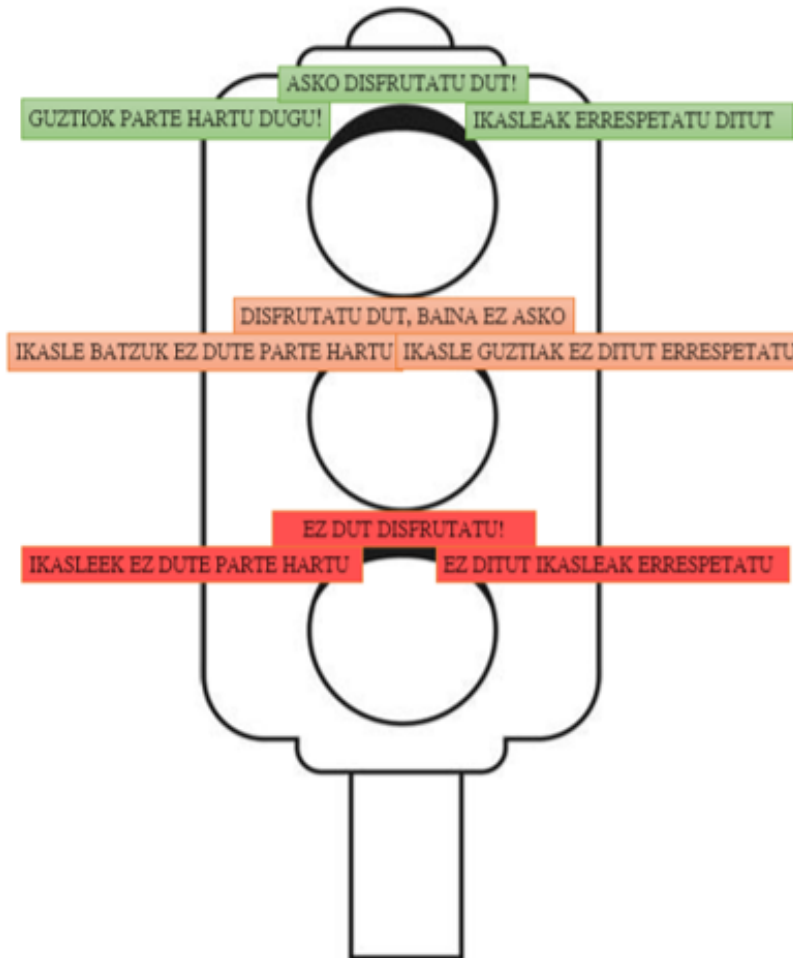 ASKO DISFRUTATU DUT!
GUZTIOK PARTE HARTU DUGU!
IKASLEAK ERRESPETATU DITUT
DISFRUTATU DUT, BAINA EZ ASKO
IKASLE BATZUK EZ DUTE PARTE HARTU
IKASLE GUZTIAK EZ DITUT ERRESPETATU
EZ DUT DISFRUTATU!
IKASLEEK EZ DUTE PARTE HARTU
EZ DITUT IKASLEAK ERRESPETATU